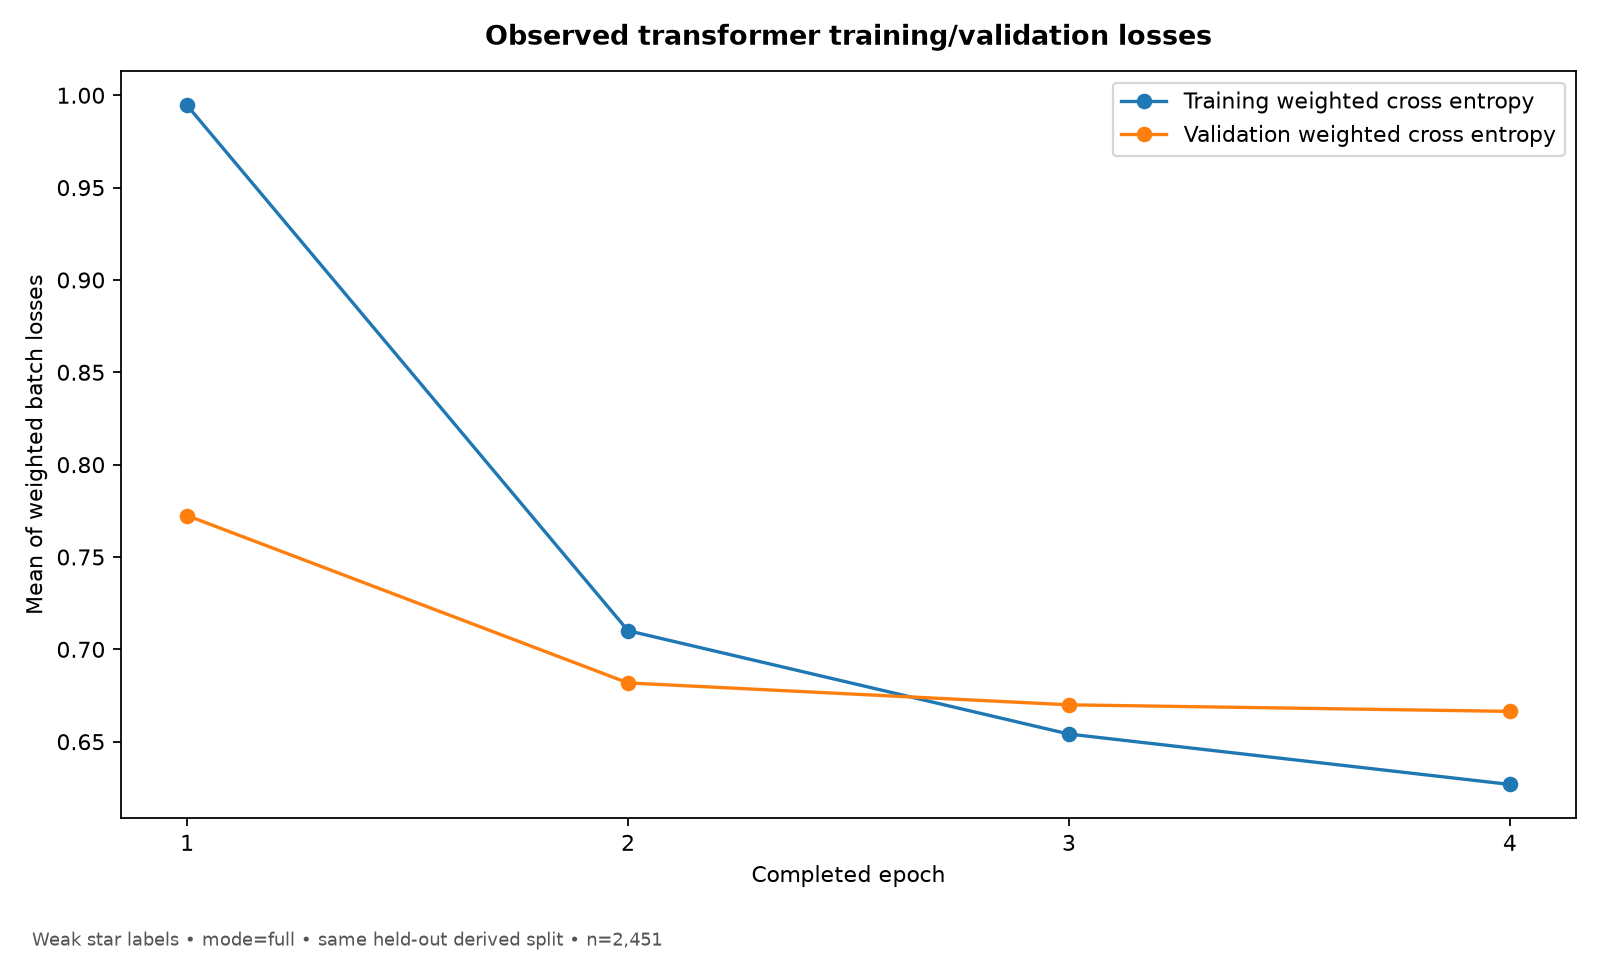 Observed transformer training/validation losses
Training weighted cross entropy
Validation weighted cross entropy
Mean of weighted batch losses
1.00
0.95
0.90
0.85
0.80
0.75
0.70
0.65
1 2 3 4
Completed epoch
Weak star labels • mode=full • same held-out derived split • n=2,451